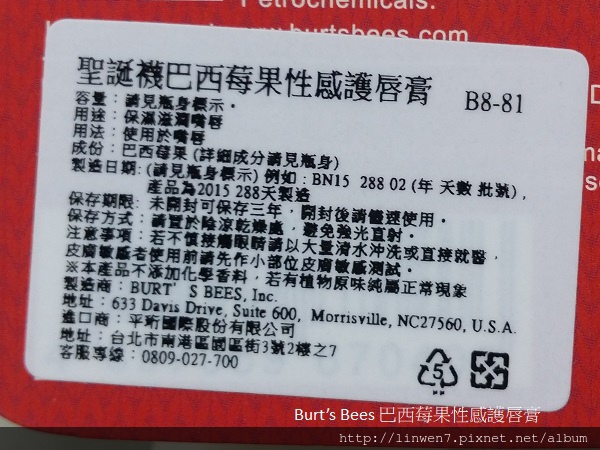 Petrochemicals.
www.burtsbees.com
聖誕襪巴西莓果性感護唇膏 B8-81
容量：請見瓶身標示。
用途：保濕滋潤嘴唇
用法：使用於嘴唇
成份：巴西莓果 (詳細成分請見瓶身)
製造日期: (請見瓶身標示) 例如：BN15 288 02 (年 天數 批號)，
產品為2015 288天製造
保存期限: 未開封可保存三年，開封後請儘速使用。
保存方式：請置於陰涼乾燥處，避免強光直射。
注意事項：若不慎接觸眼睛請以大量清水沖洗或直接就醫，
皮膚敏感者使用前請先作小部位皮膚敏感測試。
※本產品不添加化學香料，若有植物原味純屬正常現象
製造商：BURT'S BEES, Inc.
地址：633 Davis Drive, Suite 600, Morrisville, NC27560, U.S.A.
進口商：平珩國際股份有限公司
地址：台北市南港區園區街3號2樓之7
客服專線：0809-027-700
5
Burt's Bees 巴西莓果性感護唇膏
http://linwen7.pixnet.net/album